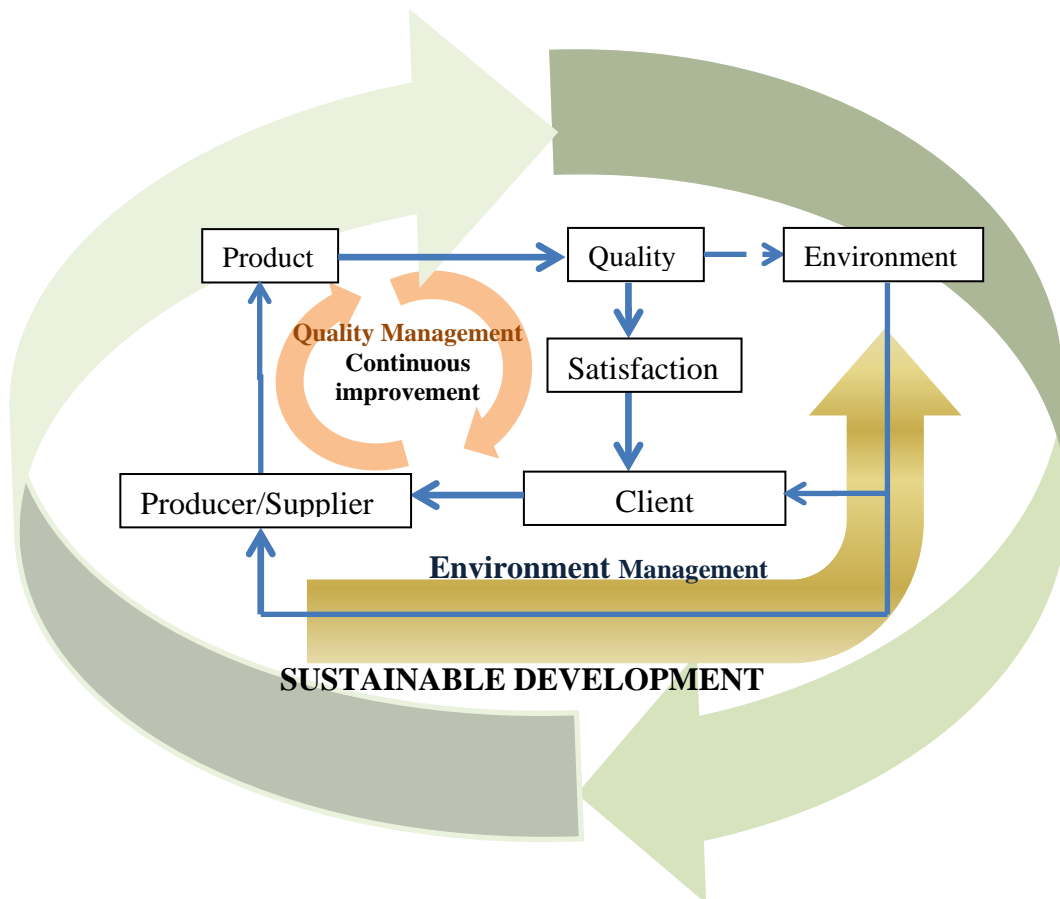 Product
Quality
Environment
Quality Management
Continuous
improvement
Satisfaction
Producer/Supplier
Client
Environment Management
SUSTAINABLE DEVELOPMENT